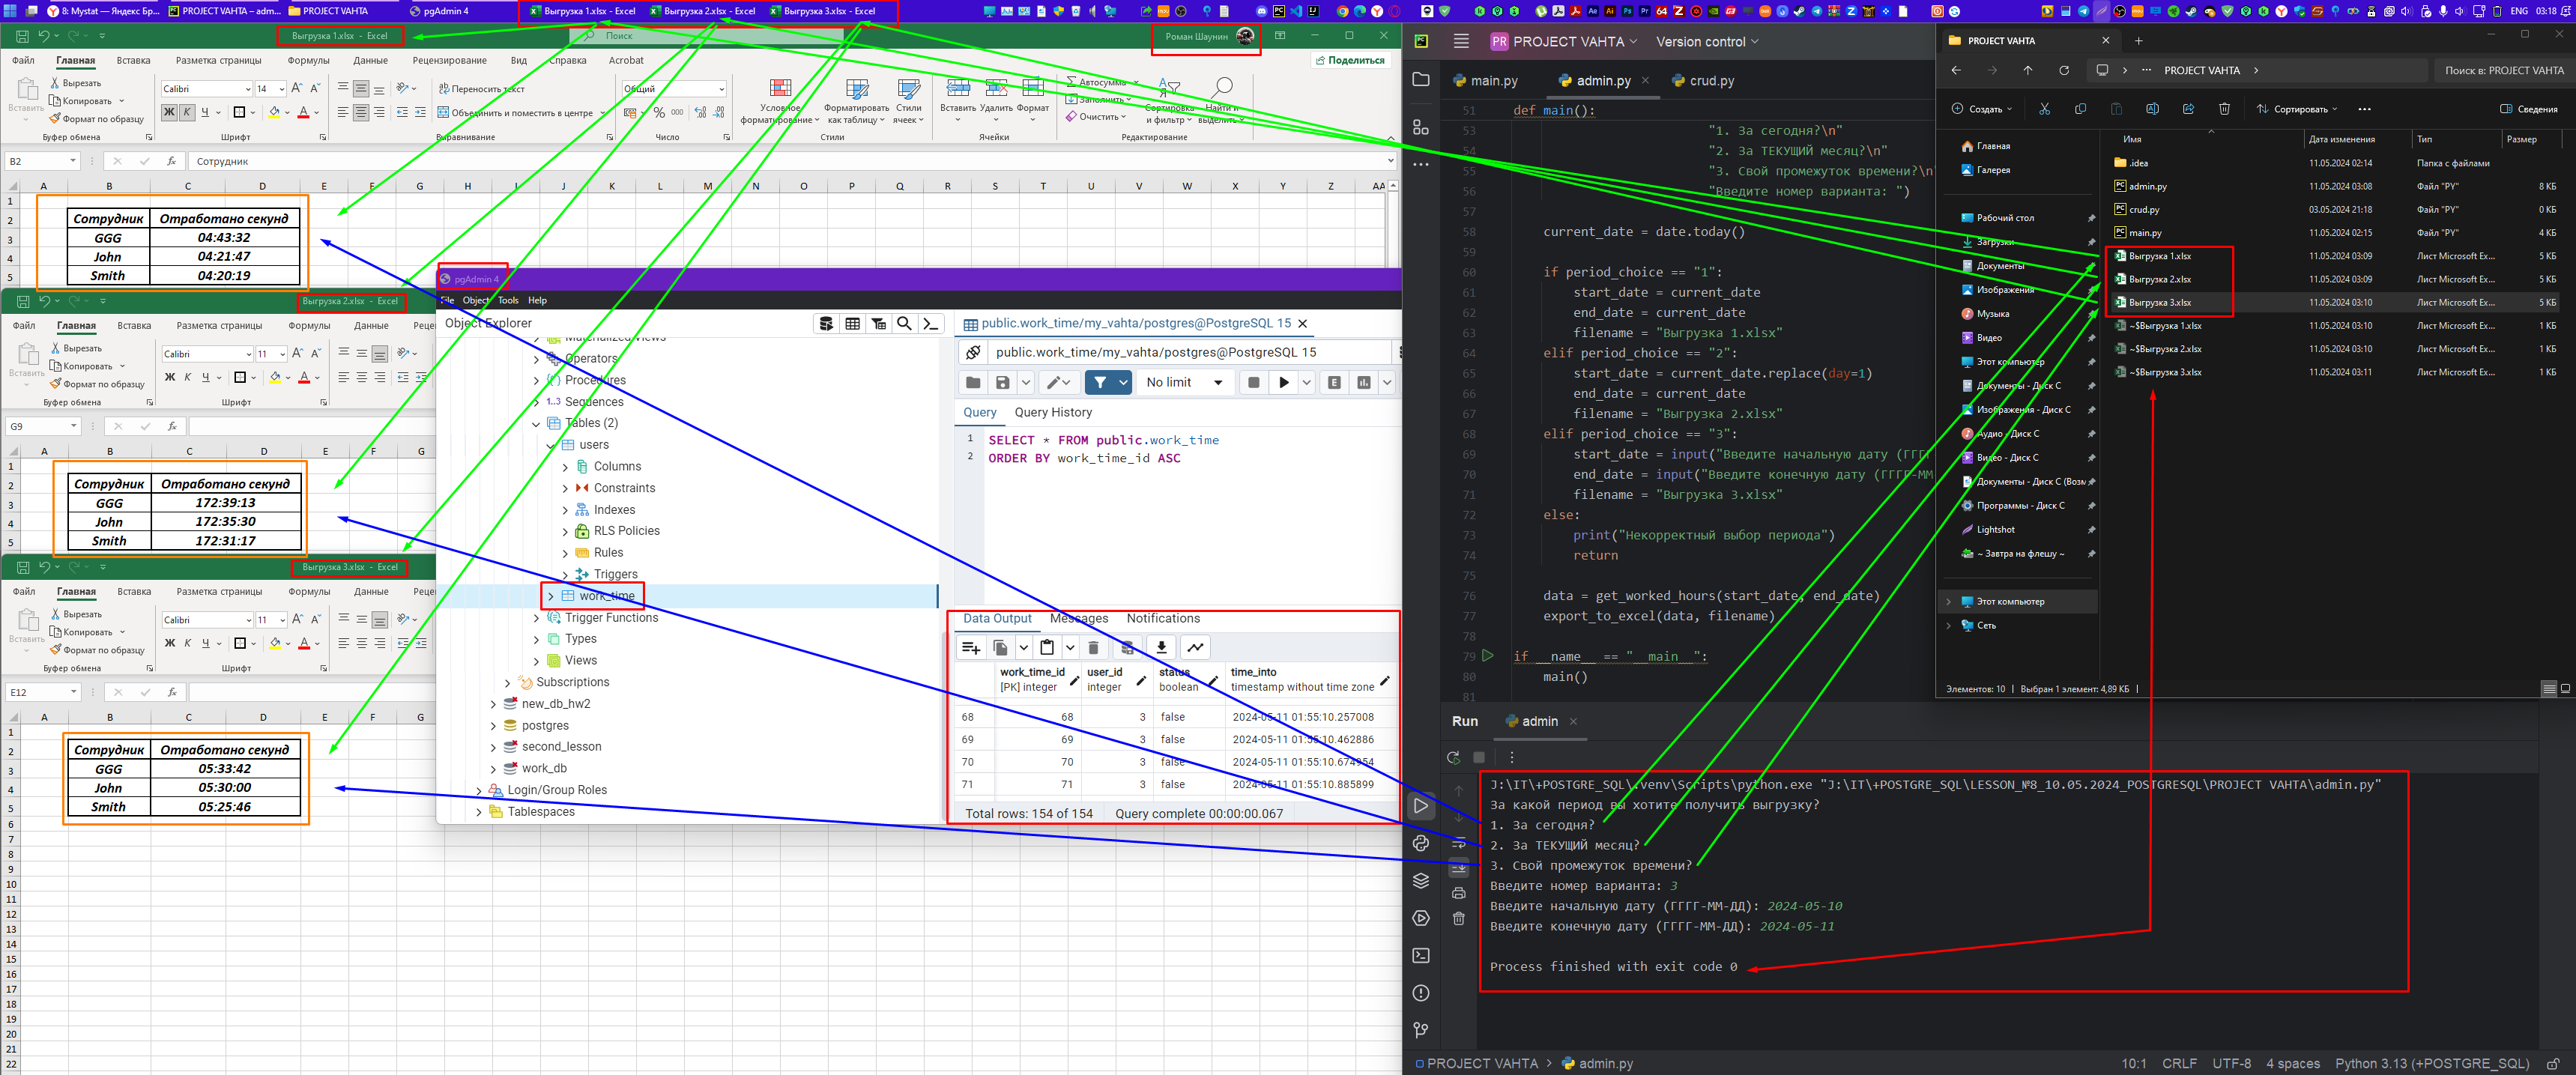 8: Mystat — Яндекс Бр...
PROJECT VAHTA – adm...
PROJECT VAHTA
pgAdmin 4
Выгрузка 1.xlsx - Excel
Выгрузка 2.xlsx - Excel
Выгрузка 3.xlsx - Excel
ENG 03:18
Выгрузка 1.xlsx - Excel
Поиск
Роман Шаунин
Файл Главная Вставка Разметка страницы Формулы Данные Рецензирование Вид Справка Acrobat
Поделиться
Вставить
Вырезать
Копировать
Формат по образцу
Буфер обмена
Calibri 14
Ж К Ч
Шрифт
Переносить текст
Объединить и поместить в центре
Выравнивание
Общий
Число
Условное форматирование
Форматировать как таблицу
Стили ячеек
Стили
Вставить Удалить Формат
Ячейки
Автосумма
Заполнить
Очистить
Сортировка и фильтр
Найти и выделить
Редактирование
B2
Сотрудник
A B C D E F G H I J K L M N O P Q R S T U V W X Y Z AA
Сотрудник Отработано секунд
GGG 04:43:32
John 04:21:47
Smith 04:20:19
Выгрузка 2.xlsx - Excel
Файл Главная Вставка Разметка страницы Формулы Данные Рецен
Вставить
Вырезать
Копировать
Формат по образцу
Буфер обмена
Calibri 11
Ж К Ч
Шрифт
G9
A B C D E F G
Сотрудник Отработано секунд
GGG 172:39:13
John 172:35:30
Smith 172:31:17
Выгрузка 3.xlsx - Excel
Файл Главная Вставка Разметка страницы Формулы Данные Рецен
Вставить
Вырезать
Копировать
Формат по образцу
Буфер обмена
Calibri 11
Ж К Ч
Шрифт
E12
A B C D E F G
Сотрудник Отработано секунд
GGG 05:33:42
John 05:30:00
Smith 05:25:46
pgAdmin 4
File Object Tools Help
Object Explorer
Materialized Views
Operators
Procedures
1..3 Sequences
Tables (2)
users
Columns
Constraints
Indexes
RLS Policies
Rules
Triggers
work_time
Trigger Functions
Types
Views
Subscriptions
new_db_hw2
postgres
second_lesson
work_db
Login/Group Roles
Tablespaces
public.work_time/my_vahta/postgres@PostgreSQL 15
public.work_time/my_vahta/postgres@PostgreSQL 15
No limit
Query Query History
1 SELECT * FROM public.work_time
2 ORDER BY work_time_id ASC
Data Output Messages Notifications
work_time_id user_id status time_into
[PK] integer integer boolean timestamp without time zone
68 68 3 false 2024-05-11 01:55:10.257008
69 69 3 false 2024-05-11 01:55:10.462886
70 70 3 false 2024-05-11 01:55:10.674954
71 71 3 false 2024-05-11 01:55:10.885899
Total rows: 154 of 154 Query complete 00:00:00.067
PR PROJECT VAHTA Version control
main.py admin.py crud.py
51 def main():
53 "1. За сегодня?\n"
54 "2. За ТЕКУЩИЙ месяц?\n"
55 "3. Свой промежуток времени?\n"
56 "Введите номер варианта: ")
57
58 current_date = date.today()
59
60 if period_choice == "1":
61 start_date = current_date
62 end_date = current_date
63 filename = "Выгрузка 1.xlsx"
64 elif period_choice == "2":
65 start_date = current_date.replace(day=1)
66 end_date = current_date
67 filename = "Выгрузка 2.xlsx"
68 elif period_choice == "3":
69 start_date = input("Введите начальную дату (ГГГГ
70 end_date = input("Введите конечную дату (ГГГГ-ММ
71 filename = "Выгрузка 3.xlsx"
72 else:
73 print("Некорректный выбор периода")
74 return
75
76 data = get_worked_hours(start_date, end_date)
77 export_to_excel(data, filename)
78
79 if __name__ == "__main__":
80 main()
81
Run admin
J:\IT\+POSTGRE_SQL\.venv\Scripts\python.exe "J:\IT\+POSTGRE_SQL\LESSON_№8_10.05.2024_POSTGRESQL\PROJECT VAHTA\admin.py"
За какой период вы хотите получить выгрузку?
1. За сегодня?
2. За ТЕКУЩИЙ месяц?
3. Свой промежуток времени?
Введите номер варианта: 3
Введите начальную дату (ГГГГ-ММ-ДД): 2024-05-10
Введите конечную дату (ГГГГ-ММ-ДД): 2024-05-11
Process finished with exit code 0
PROJECT VAHTA > admin.py
10:1 CRLF UTF-8 4 spaces Python 3.13 (+POSTGRE_SQL)
PROJECT VAHTA
PROJECT VAHTA
Поиск в: PROJECT VAHTA
Создать
Сортировать
Сведения
Имя Дата изменения Тип Размер
Главная
Галерея
Рабочий стол
Загрузки
Документы
Изображения
Музыка
Видео
Этот компьютер
Документы - Диск C
Изображения - Диск C
Аудио - Диск C
Видео - Диск C
Документы - Диск C (Возм
Программы - Диск C
Lightshot
~ Завтра на флешу ~
Этот компьютер
Сеть
.idea 11.05.2024 02:14 Папка с файлами
admin.py 11.05.2024 03:08 Файл "PY" 8 КБ
crud.py 03.05.2024 21:18 Файл "PY" 0 КБ
main.py 11.05.2024 02:15 Файл "PY" 4 КБ
Выгрузка 1.xlsx 11.05.2024 03:09 Лист Microsoft Ex... 5 КБ
Выгрузка 2.xlsx 11.05.2024 03:09 Лист Microsoft Ex... 5 КБ
Выгрузка 3.xlsx 11.05.2024 03:10 Лист Microsoft Ex... 5 КБ
~$Выгрузка 1.xlsx 11.05.2024 03:10 Лист Microsoft Ex... 1 КБ
~$Выгрузка 2.xlsx 11.05.2024 03:10 Лист Microsoft Ex... 1 КБ
~$Выгрузка 3.xlsx 11.05.2024 03:11 Лист Microsoft Ex... 1 КБ
Элементов: 10 Выбран 1 элемент: 4,89 КБ